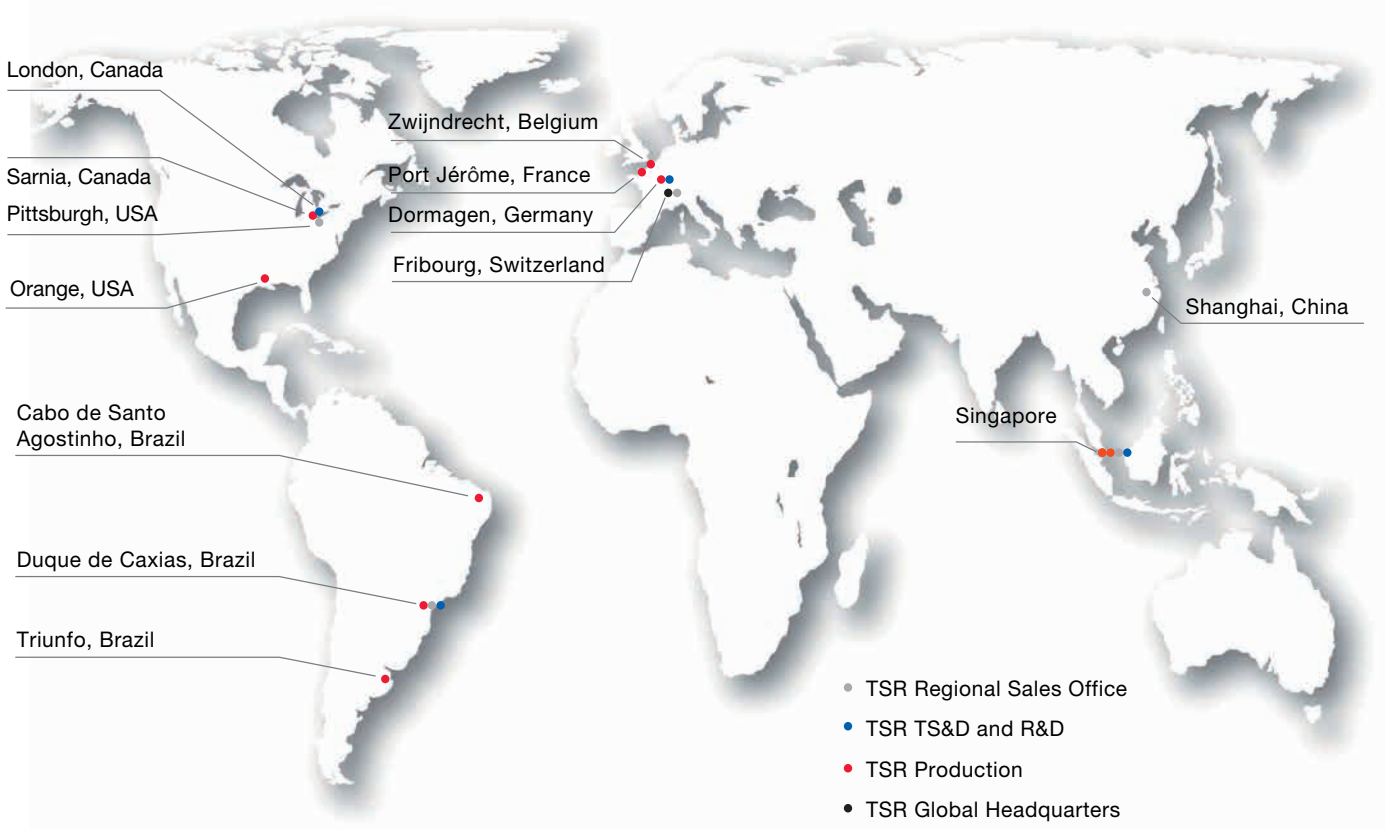 London, Canada
Sarnia, Canada
Pittsburgh, USA
Orange, USA
Cabo de Santo
Agostinho, Brazil
Duque de Caxias, Brazil
Triunfo, Brazil
Zwijndrecht, Belgium
Port Jérôme, France
Dormagen, Germany
Fribourg, Switzerland
Shanghai, China
Singapore
TSR Regional Sales Office
TSR TS&D and R&D
TSR Production
TSR Global Headquarters